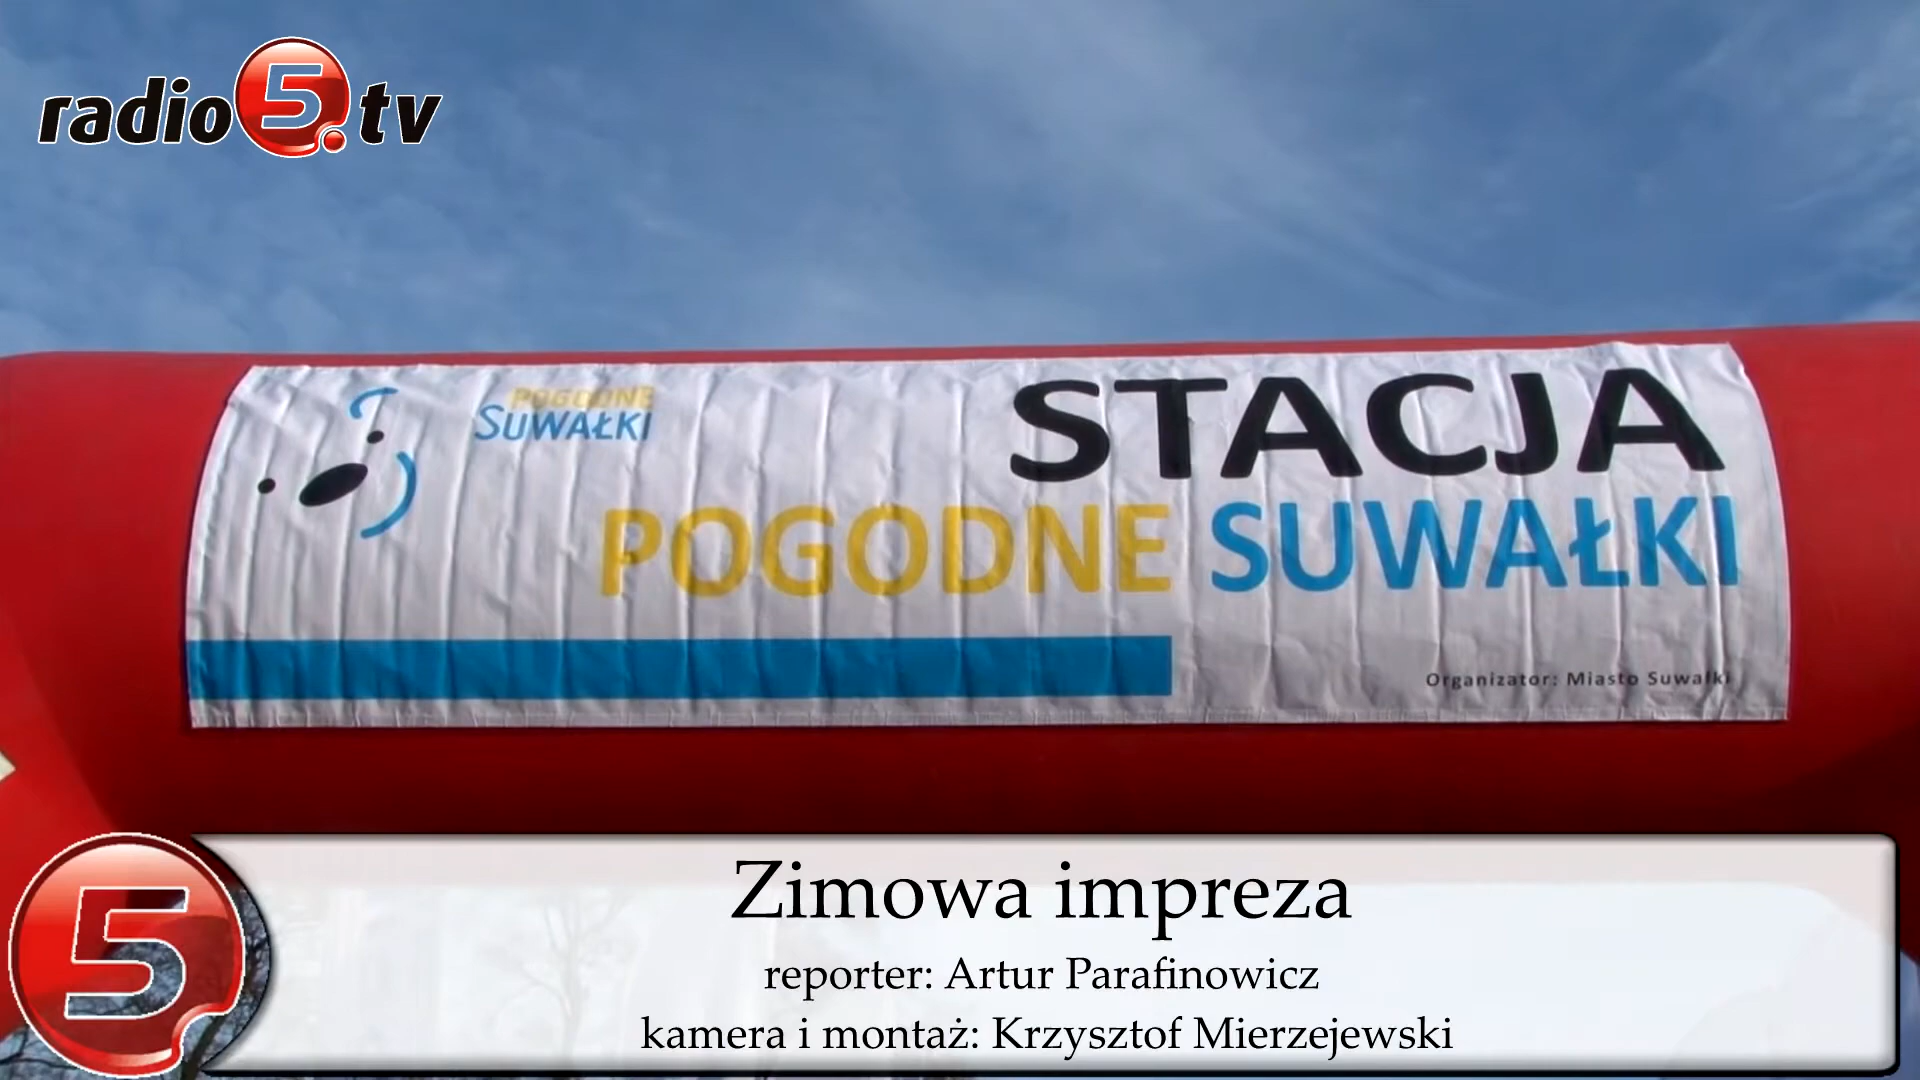 radio5.tv
POGODNE
SUWAŁKI
STACJA
POGODNE SUWAŁKI
Organizator: Miasto Suwałki
5
Zimowa impreza
reporter: Artur Parafinowicz
kamera i montaż: Krzysztof Mierzejewski